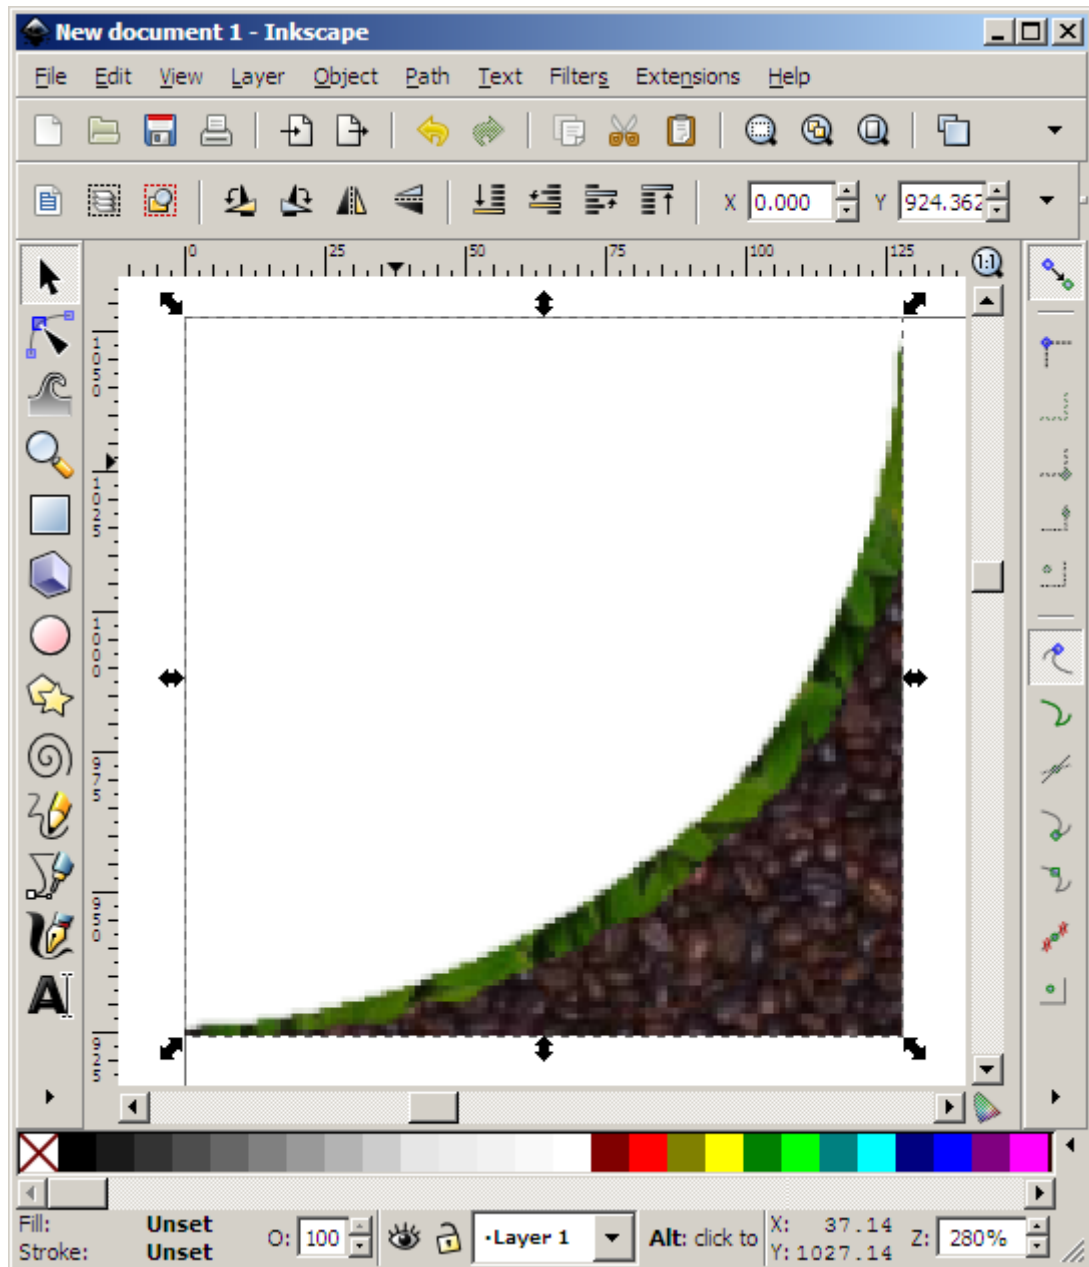 New document 1 - Inkscape
File Edit View Layer Object Path Text Filters Extensions Help
X 0.000 Y 924.362
0 25 50 75 100 125
1:1
1050
1025
1000
975
950
925
A
Fill: Unset
Stroke: Unset
O: 100
·Layer 1
Alt: click to
X: 37.14
Y: 1027.14
Z: 280%